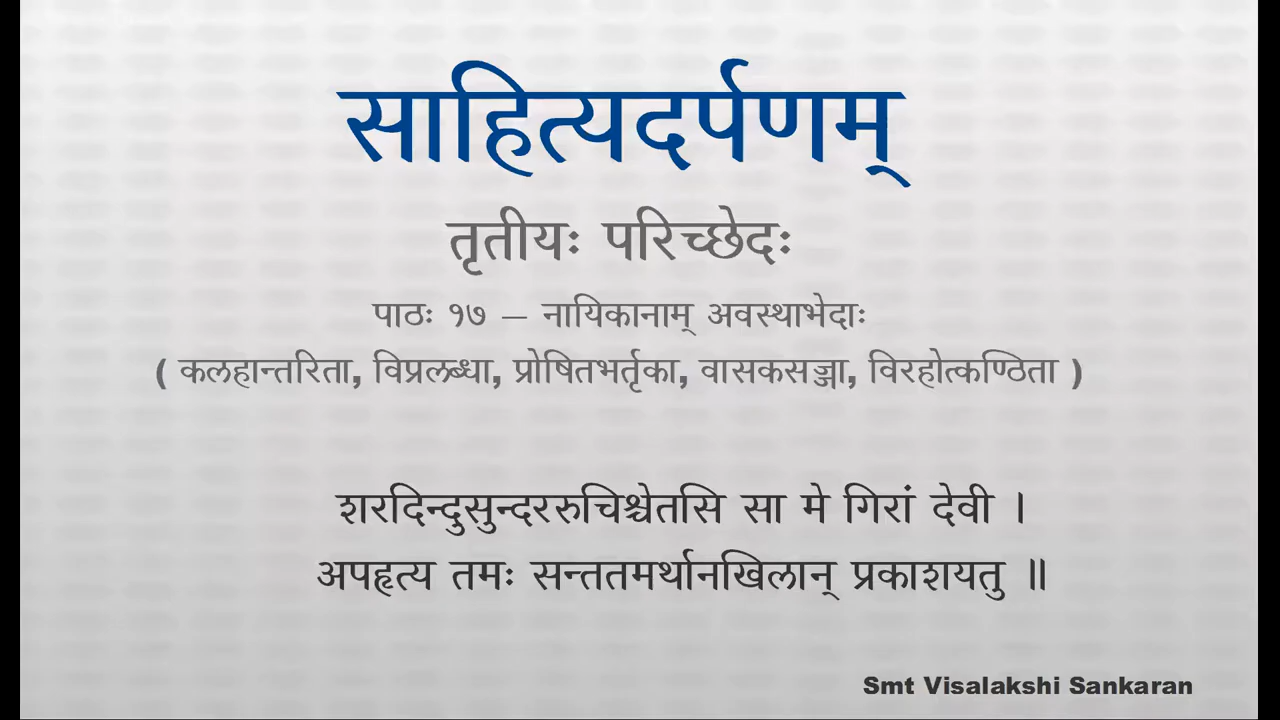 साहित्यदर्पणम्
तृतीयः परिच्छेदः
पाठः १७ – नायिकानाम् अवस्थाभेदाः
( कलहान्तरिता, विप्रलब्धा, प्रोषितभर्तृका, वासकसज्जा, विरहोत्कण्ठिता )
शरदिन्दुसुन्दररुचिश्चेतसि सा मे गिरां देवी ।
अपहृत्य तमः सन्ततमर्थानखिलान् प्रकाशयतु ॥
Smt Visalakshi Sankaran